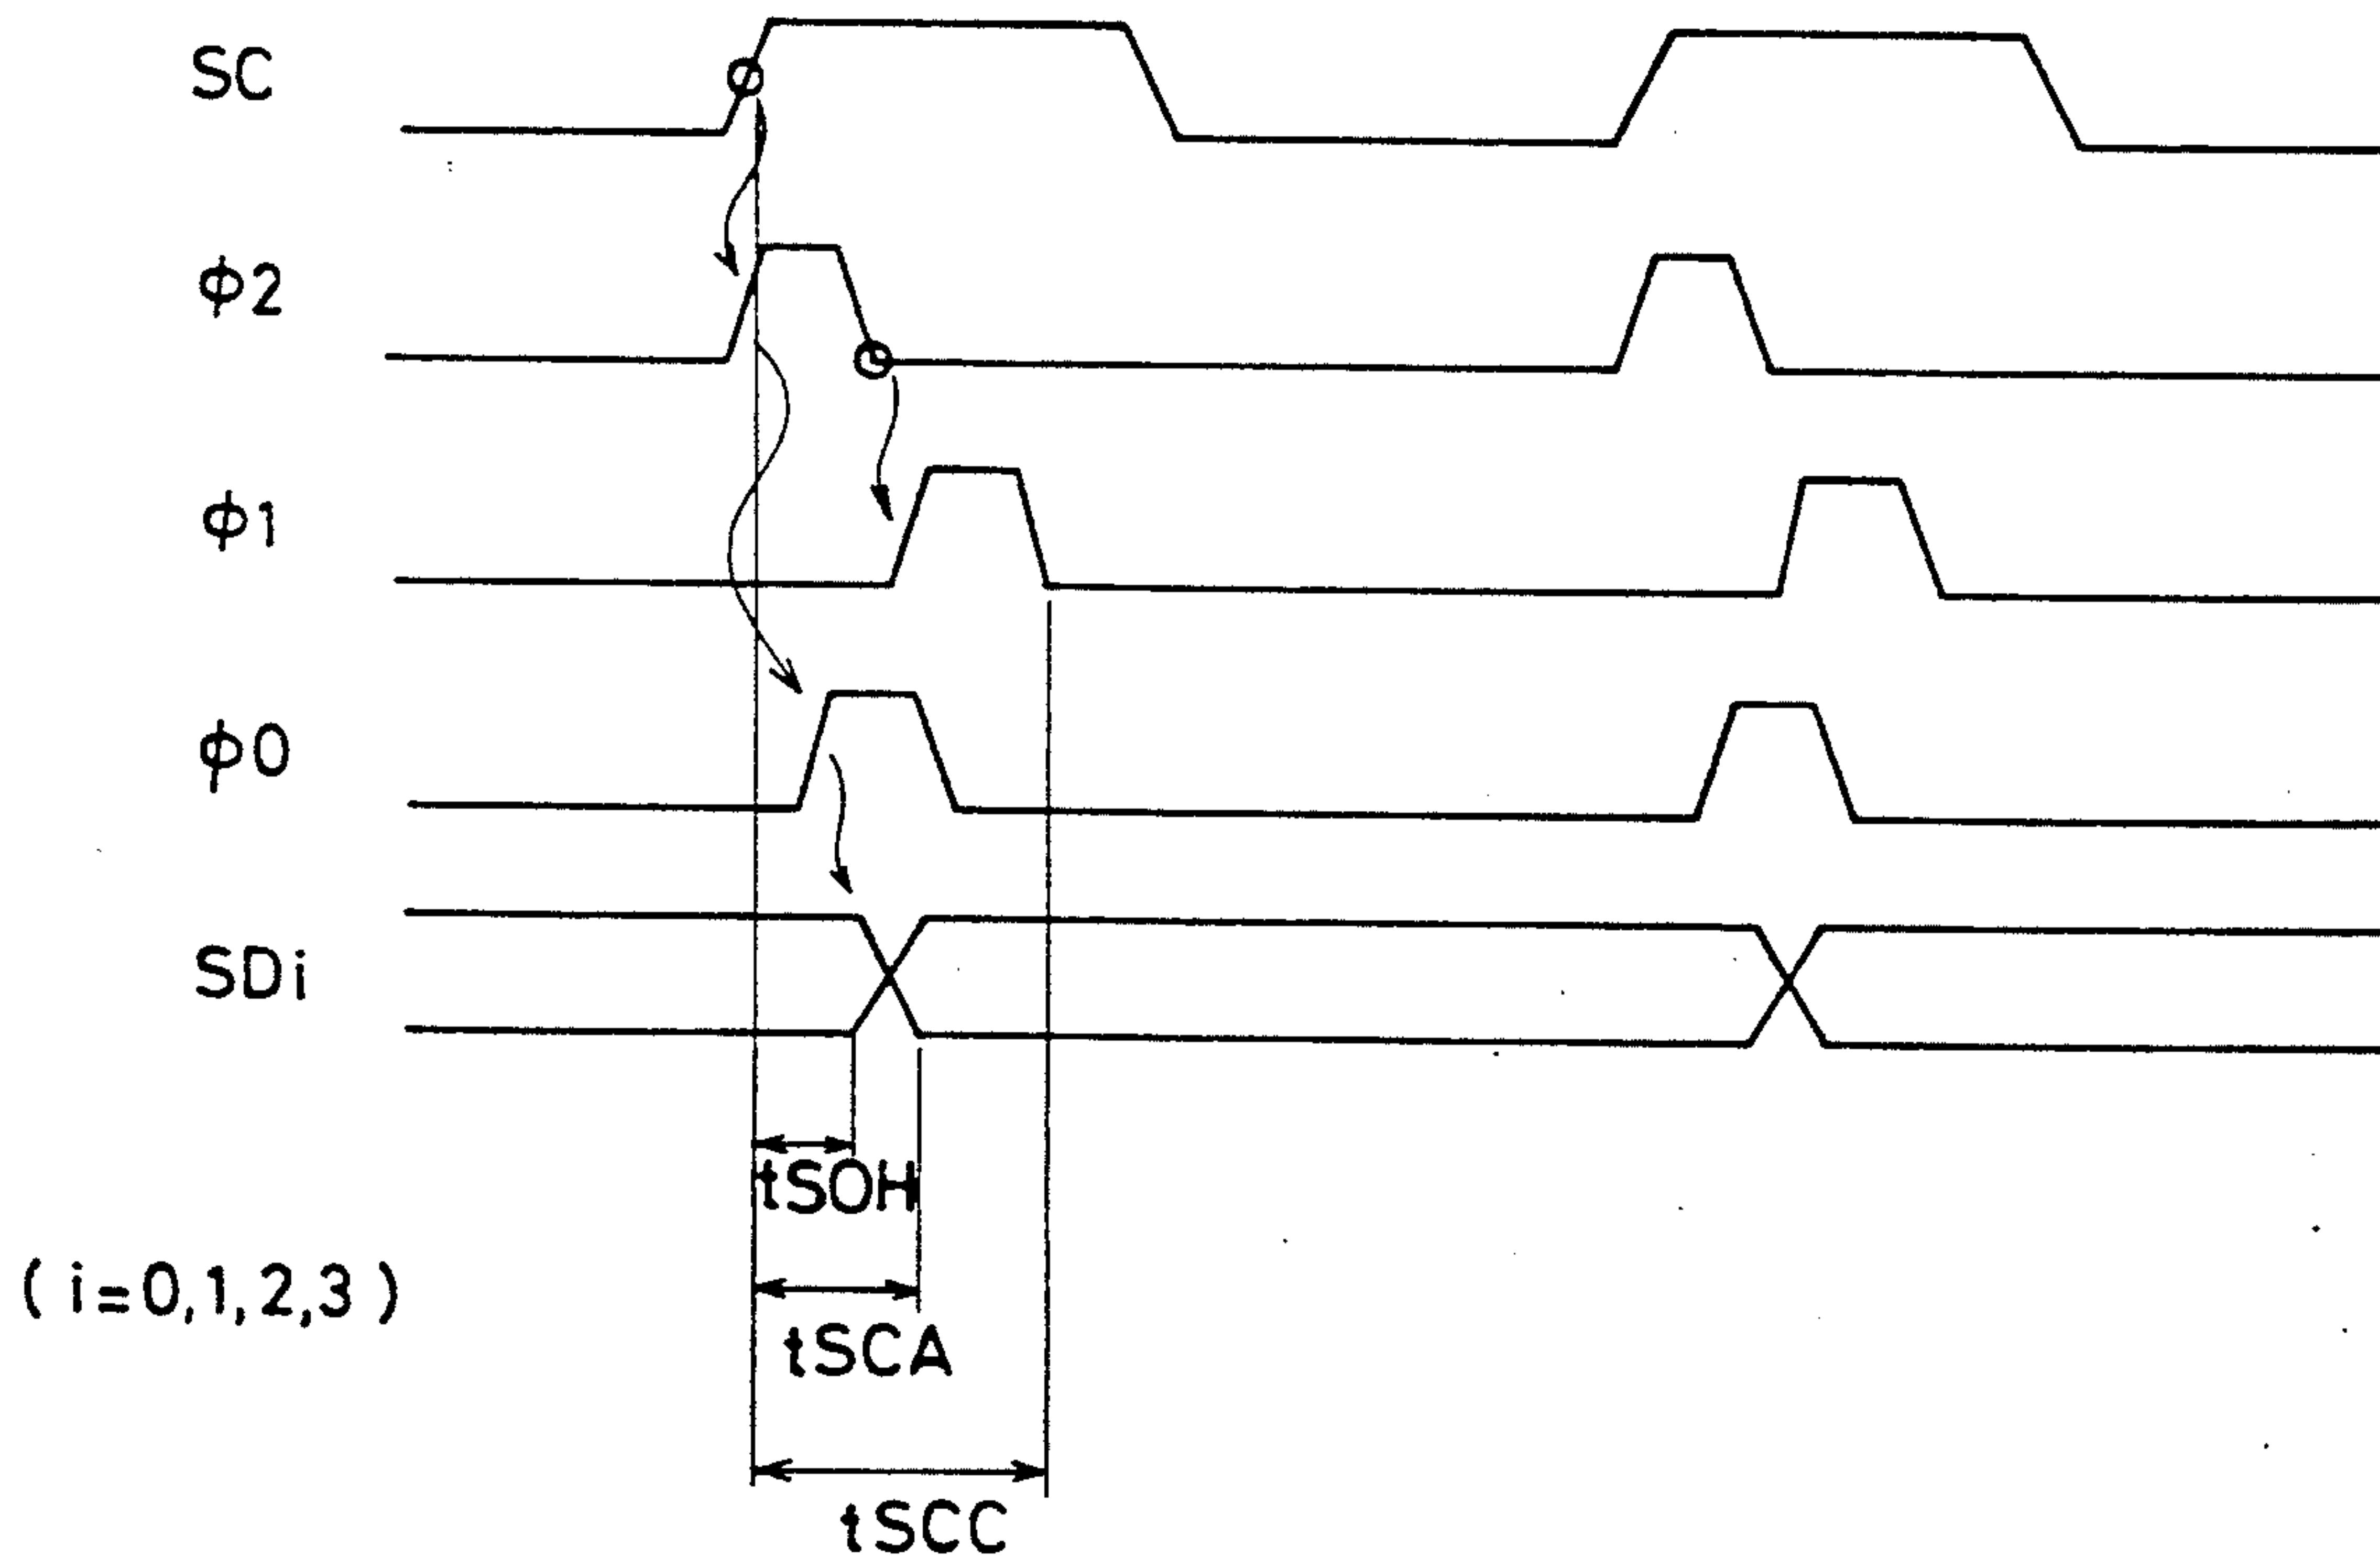 SC
ϕ2
ϕ1
ϕ0
SDi
tSOH
(i=0,1,2,3)
tSCA
tSCC